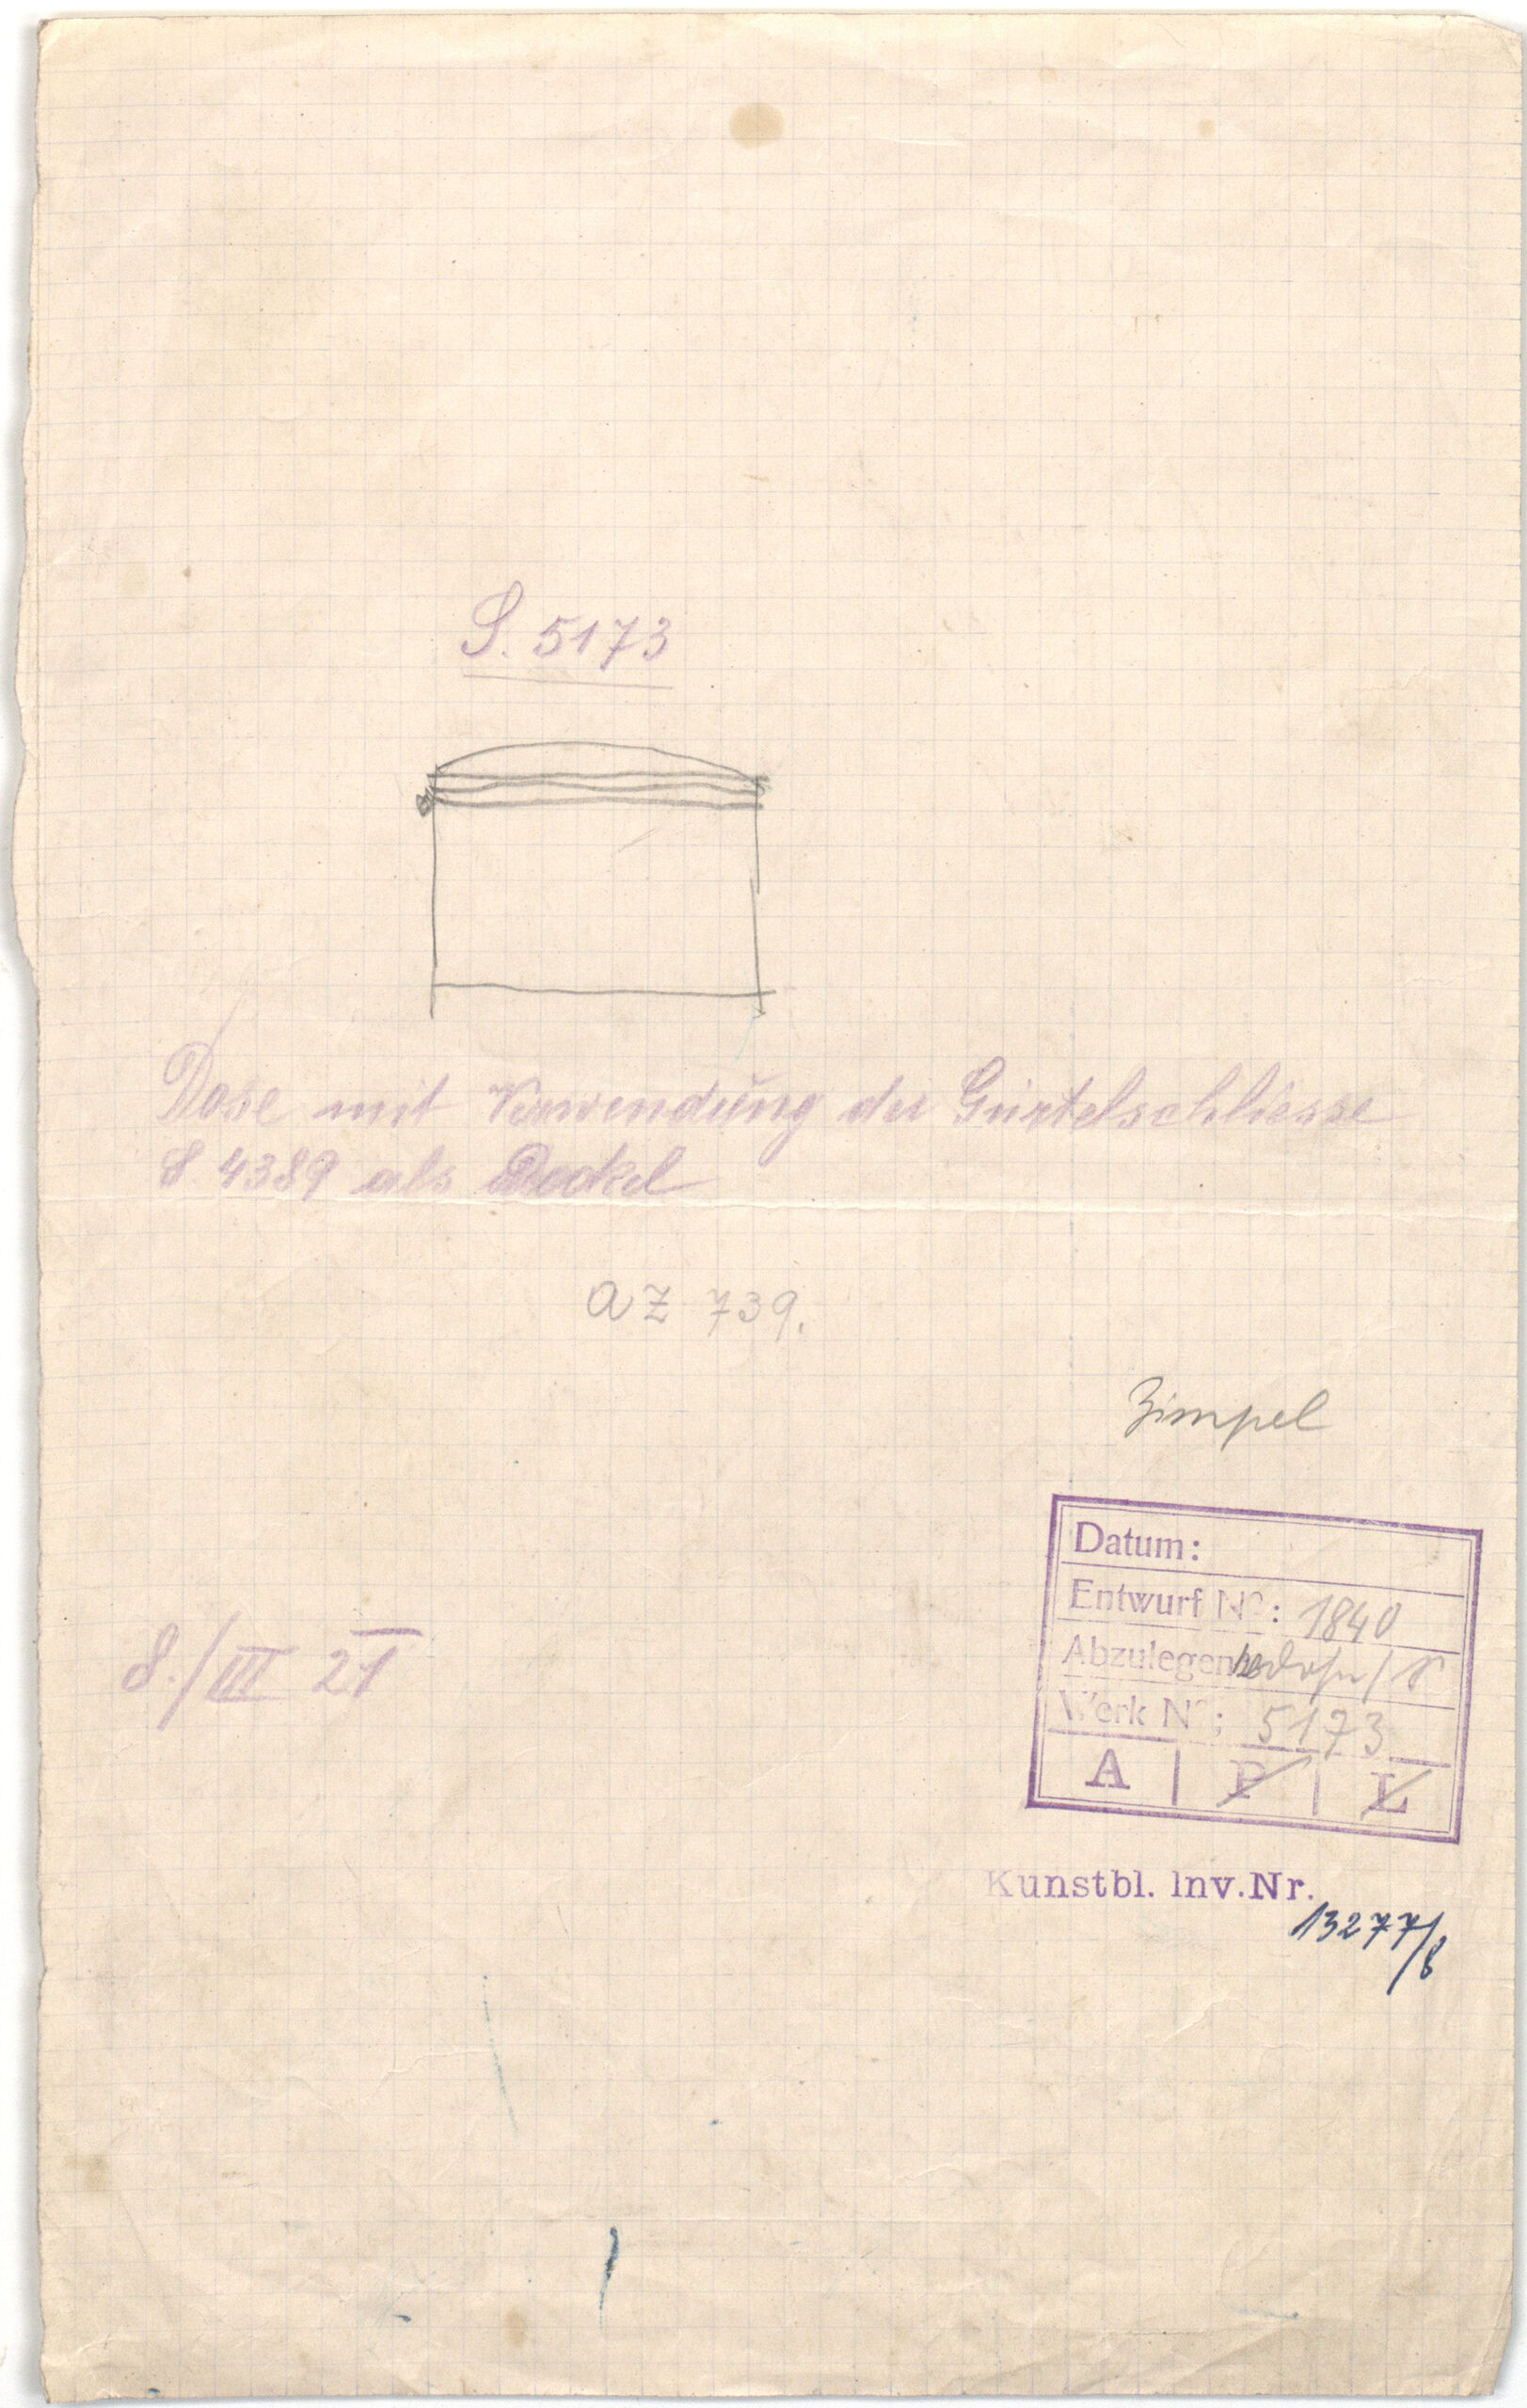 S. 5173
Dose mit Verwendung der Gürtelschliesse
S. 4389 als Deckel
AZ 739.
Zimpel
Datum:
Entwurf No: 1840
Abzulegen
Werk No: 5173
A | P | L
8./III 21
Kunstbl. Inv.Nr.
13277/8